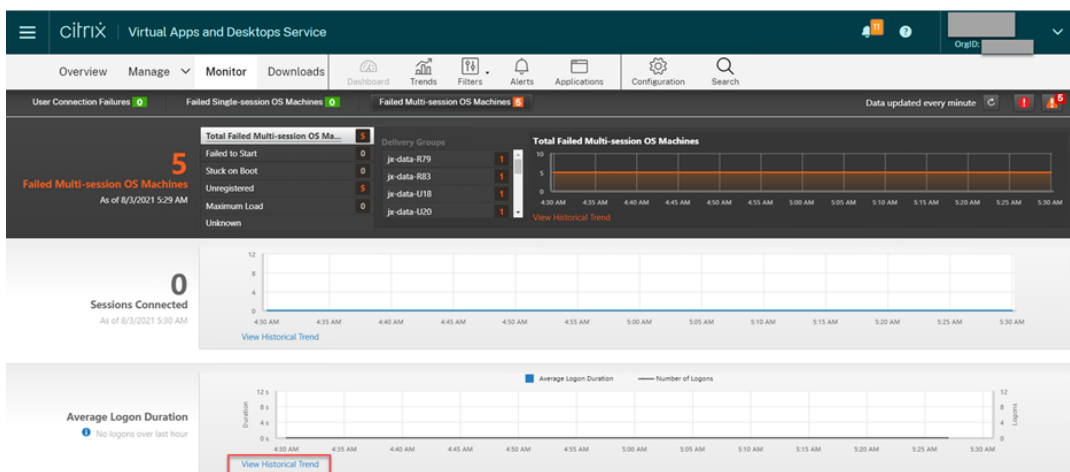 citrix | Virtual Apps and Desktops Service
11
OrgID:
Overview Manage Monitor Downloads Dashboard Trends Filters Alerts Applications Configuration Search
User Connection Failures 0 Failed Single-session OS Machines 0 Failed Multi-session OS Machines 5 Data updated every minute 5
5
Failed Multi-session OS Machines
As of 8/3/2021 5:29 AM
Total Failed Multi-session OS Ma... 5
Failed to Start 0
Stuck on Boot 0
Unregistered 5
Maximum Load 0
Unknown
Delivery Groups
jx-data-R79 1
jx-data-R83 1
jx-data-U18 1
jx-data-U20 1
Total Failed Multi-session OS Machines
10
5
0
4:30 AM 4:35 AM 4:40 AM 4:45 AM 4:50 AM 4:55 AM 5:00 AM 5:05 AM 5:10 AM 5:15 AM 5:20 AM 5:25 AM 5:30 AM
View Historical Trend
0
Sessions Connected
As of 8/3/2021 5:30 AM
12
8
4
0
4:30 AM 4:35 AM 4:40 AM 4:45 AM 4:50 AM 4:55 AM 5:00 AM 5:05 AM 5:10 AM 5:15 AM 5:20 AM 5:25 AM 5:30 AM
View Historical Trend
Average Logon Duration
No logons over last hour
Average Logon Duration Number of Logons
Duration
12 s
8 s
4 s
0 s
12
8
4
0
Logons
4:30 AM 4:35 AM 4:40 AM 4:45 AM 4:50 AM 4:55 AM 5:00 AM 5:05 AM 5:10 AM 5:15 AM 5:20 AM 5:25 AM 5:30 AM
View Historical Trend